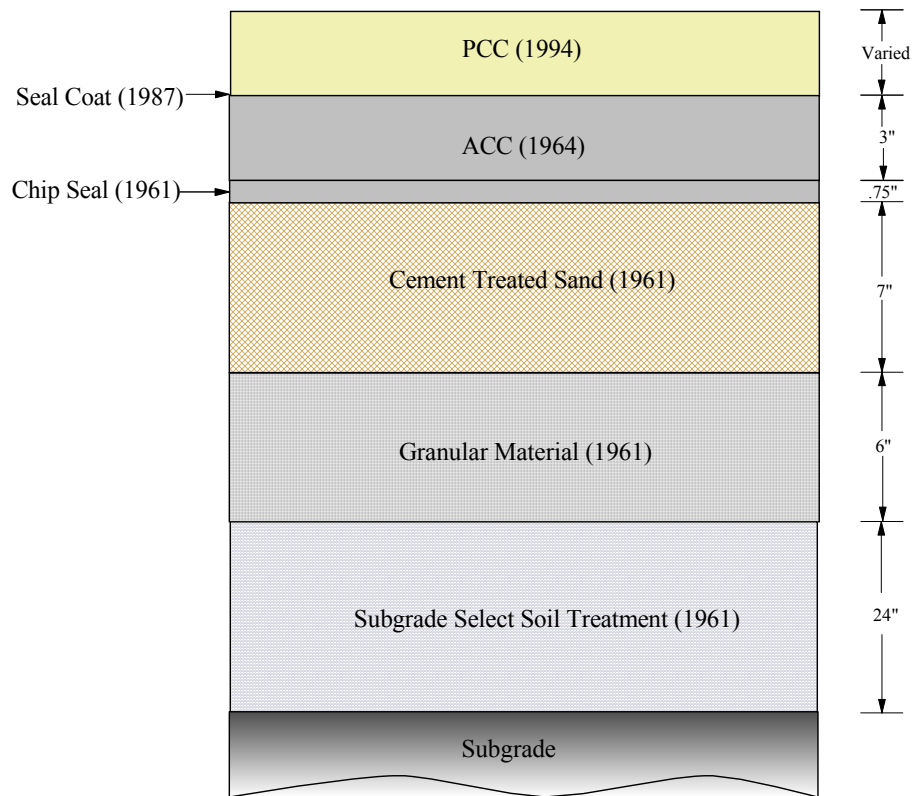 PCC (1994)
Varied
Seal Coat (1987)
ACC (1964)
3"
Chip Seal (1961)
.75"
Cement Treated Sand (1961)
7"
Granular Material (1961)
6"
Subgrade Select Soil Treatment (1961)
24"
Subgrade